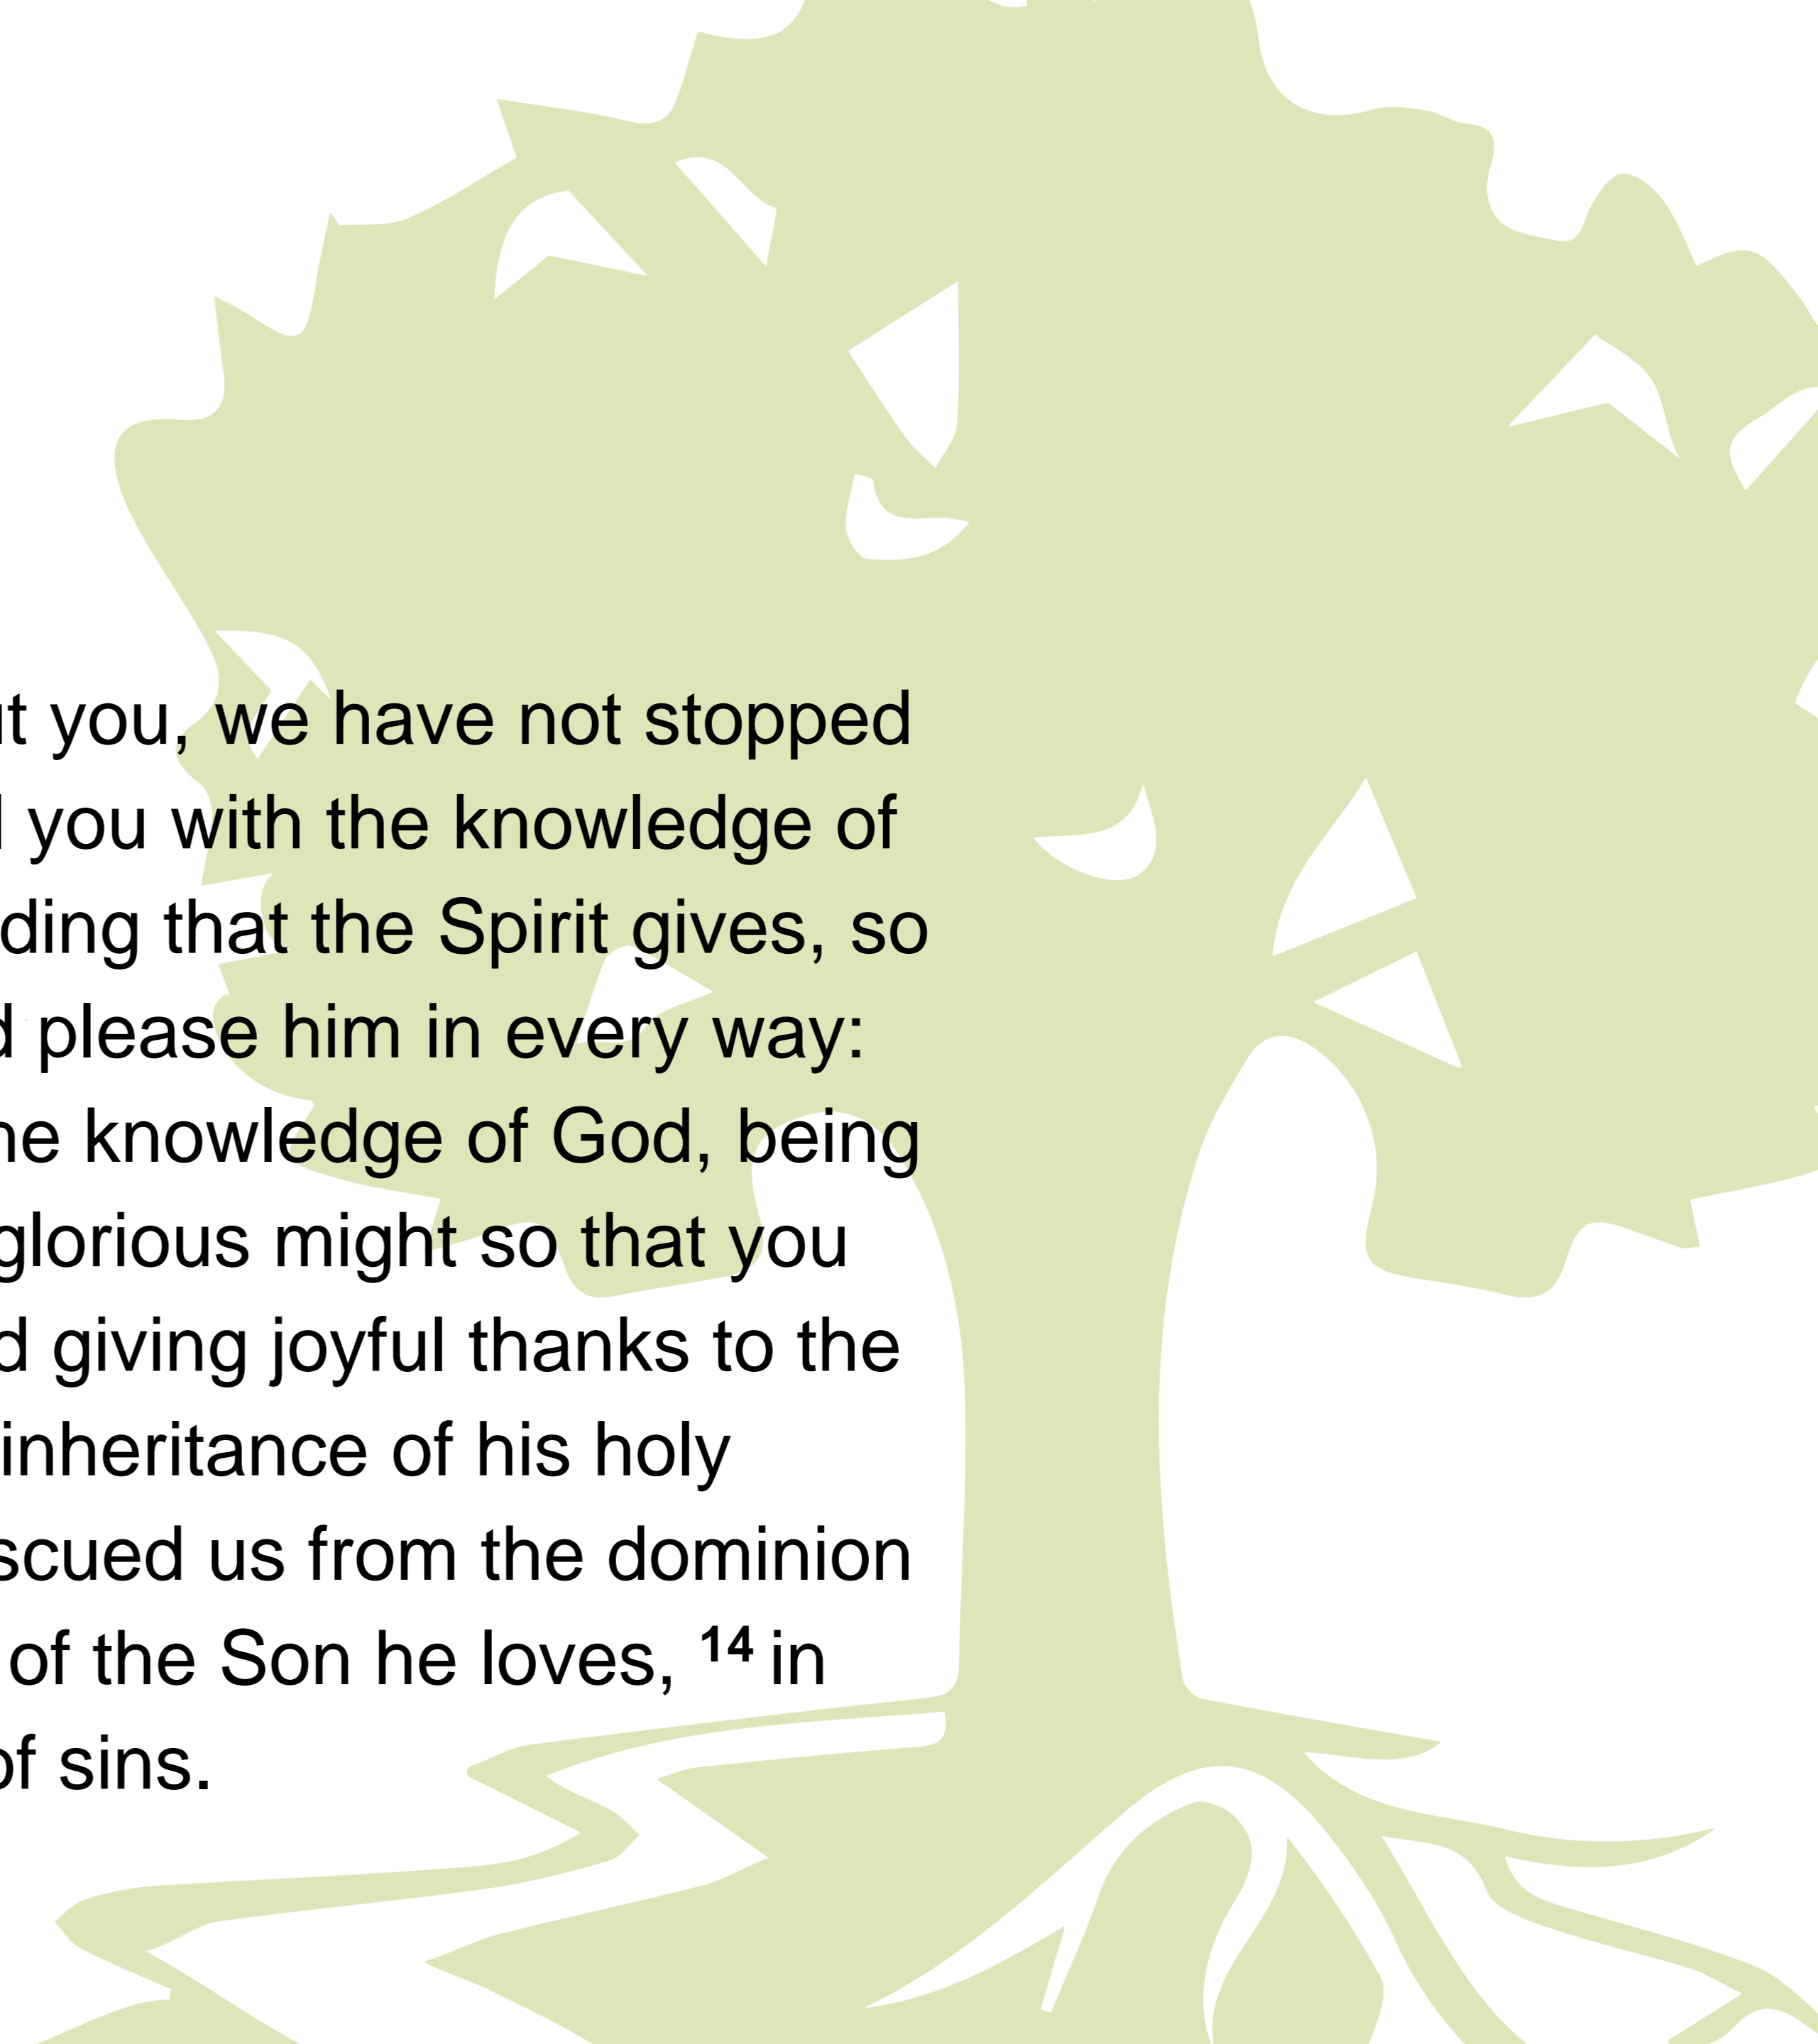 you, we have not stopped
you with the knowledge of
ding that the Spirit gives, so
please him in every way:
knowledge of God, being
glorious might so that you
giving joyful thanks to the
inheritance of his holy
scued us from the dominion
of the Son he loves, ¹⁴ in
of sins.